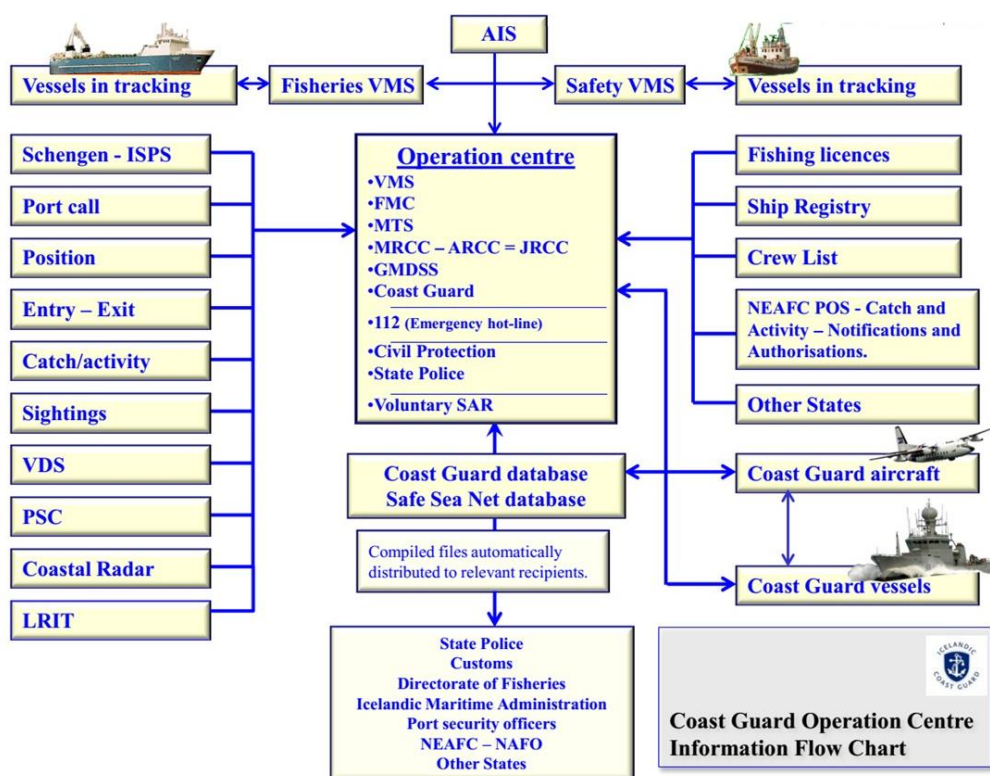 AIS
Vessels in tracking
Fisheries VMS
Safety VMS
Vessels in tracking
Schengen - ISPS
Port call
Position
Entry – Exit
Catch/activity
Sightings
VDS
PSC
Coastal Radar
LRIT
Operation centre
•VMS
•FMC
•MTS
•MRCC – ARCC = JRCC
•GMDSS
•Coast Guard
•112 (Emergency hot-line)
•Civil Protection
•State Police
•Voluntary SAR
Fishing licences
Ship Registry
Crew List
NEAFC POS - Catch and
Activity – Notifications and
Authorisations.
Other States
Coast Guard database
Safe Sea Net database
Coast Guard aircraft
Compiled files automatically
distributed to relevant recipients.
Coast Guard vessels
State Police
Customs
Directorate of Fisheries
Icelandic Maritime Administration
Port security officers
NEAFC – NAFO
Other States
ICELANDIC
COAST GUARD
Coast Guard Operation Centre
Information Flow Chart